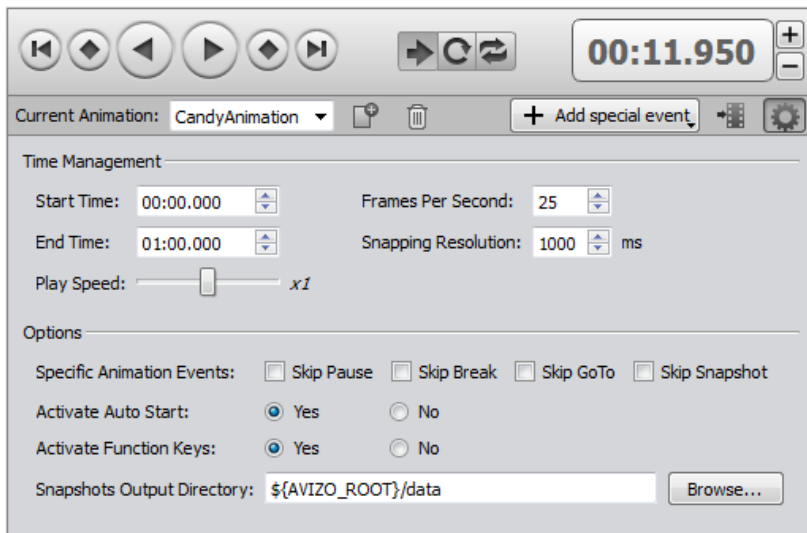 00:11.950
Current Animation: CandyAnimation Add special event
Time Management
Start Time: 00:00.000 Frames Per Second: 25
End Time: 01:00.000 Snapping Resolution: 1000 ms
Play Speed: x1
Options
Specific Animation Events: Skip Pause Skip Break Skip GoTo Skip Snapshot
Activate Auto Start: Yes No
Activate Function Keys: Yes No
Snapshots Output Directory: ${AVIZO_ROOT}/data Browse...